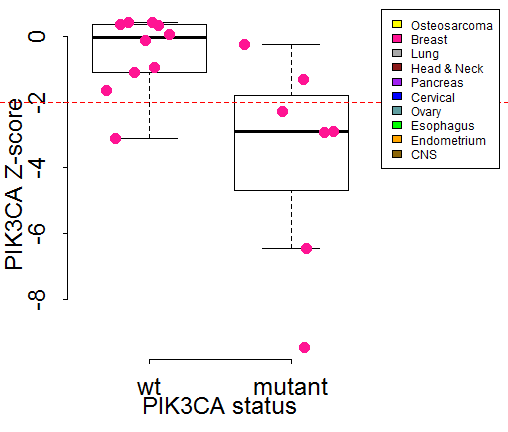 PIK3CA Z-score
0
-2
-4
-6
-8
wt
mutant
PIK3CA status
Osteosarcoma
Breast
Lung
Head & Neck
Pancreas
Cervical
Ovary
Esophagus
Endometrium
CNS